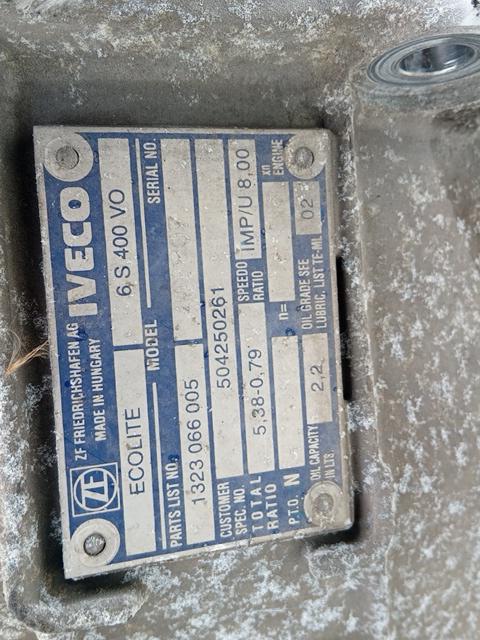 ZF ZF FRIEDRICHSHAFEN AG
MADE IN HUNGARY
IVECO
ECOLITE 6 S 400 VO
MODEL
PARTS LIST NO. SERIAL NO.
1323 066 005
CUSTOMER
SPEC. NO. 504250261
TOTAL
RATIO 5,38-0,79 SPEEDO
RATIO IMP/U 8,00
P.T.O. N n= xn
ENGINE
OIL CAPACITY
IN LTS. 2,2 OIL GRADE SEE
LUBRIC. LIST TE-ML 02